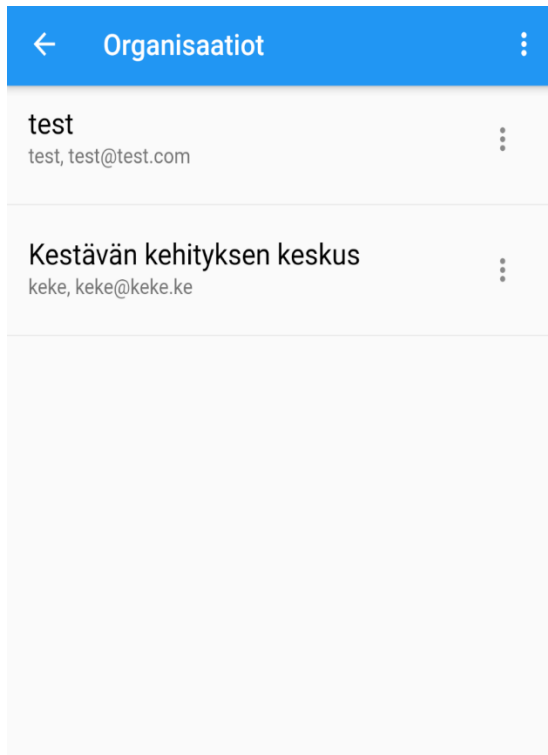 Organisaatiot
test
test, test@test.com
Kestävän kehityksen keskus
keke, keke@keke.ke